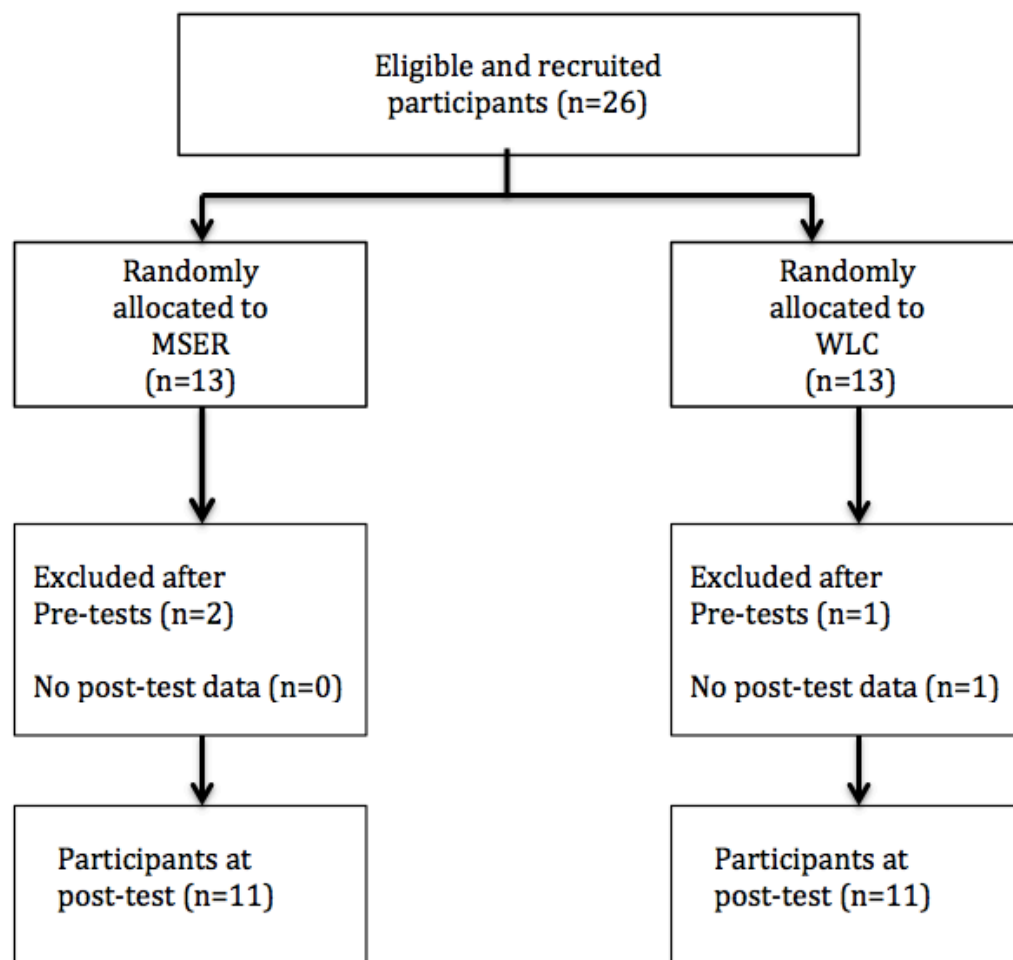 Eligible and recruited
participants (n=26)
Randomly
allocated to
MSER
(n=13)
Randomly
allocated to
WLC
(n=13)
Excluded after
Pre-tests (n=2)
No post-test data (n=0)
Excluded after
Pre-tests (n=1)
No post-test data (n=1)
Participants at
post-test (n=11)
Participants at
post-test (n=11)